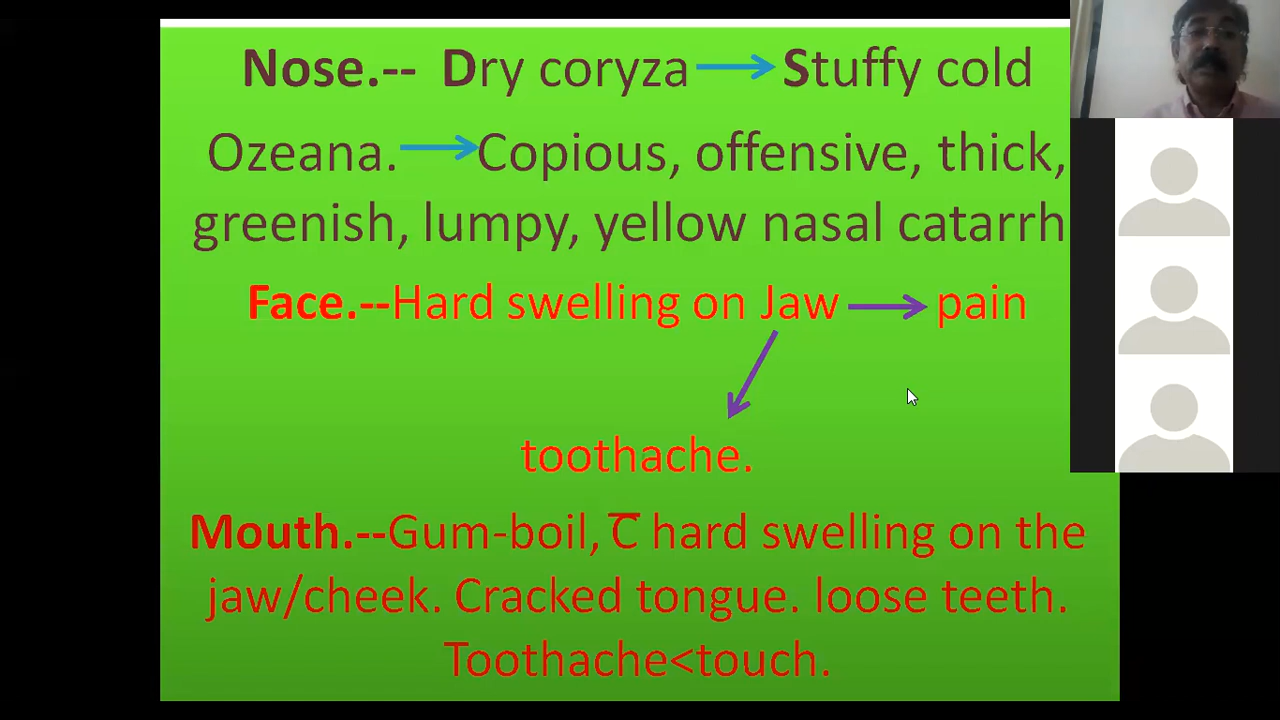 Nose.-- Dry coryza → Stuffy cold
Ozeana. → Copious, offensive, thick,
greenish, lumpy, yellow nasal catarrh
Face.--Hard swelling on Jaw → pain
toothache.
Mouth.--Gum-boil, c̅ hard swelling on the
jaw/cheek. Cracked tongue. loose teeth.
Toothache<touch.